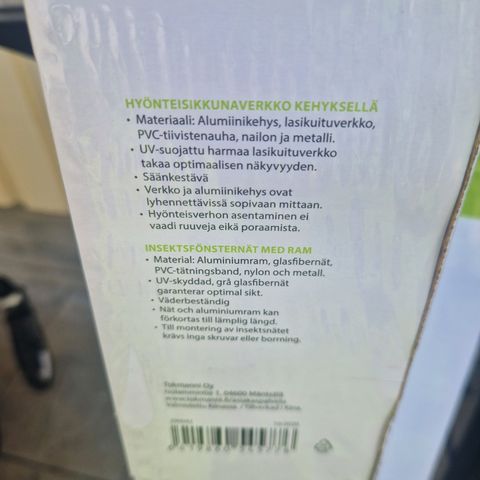 HYÖNTEISIKKUNAVERKKO KEHYKSELLÄ
• Materiaali: Alumiinikehys, lasikuituverkko,
PVC-tiivistenauha, nailon ja metalli.
• UV-suojattu harmaa lasikuituverkko
takaa optimaalisen näkyvyyden.
• Säänkestävä
• Verkko ja alumiinikehys ovat
lyhennettävissä sopivaan mittaan.
• Hyönteisverhon asentaminen ei
vaadi ruuveja eikä poraamista.
INSEKTSFÖNSTERNÄT MED RAM
• Material: Aluminiumram, glasfibernät,
PVC-tätningsband, nylon och metall.
• UV-skyddad, grå glasfibernät
garanterar optimal sikt.
• Väderbeständig
• Nät och aluminiumram kan
förkortas till lämplig längd.
• Till montering av insektsnätet
krävs inga skruvar eller borrning.
Tokmanni Oy
1, 04600 Mäntsälä